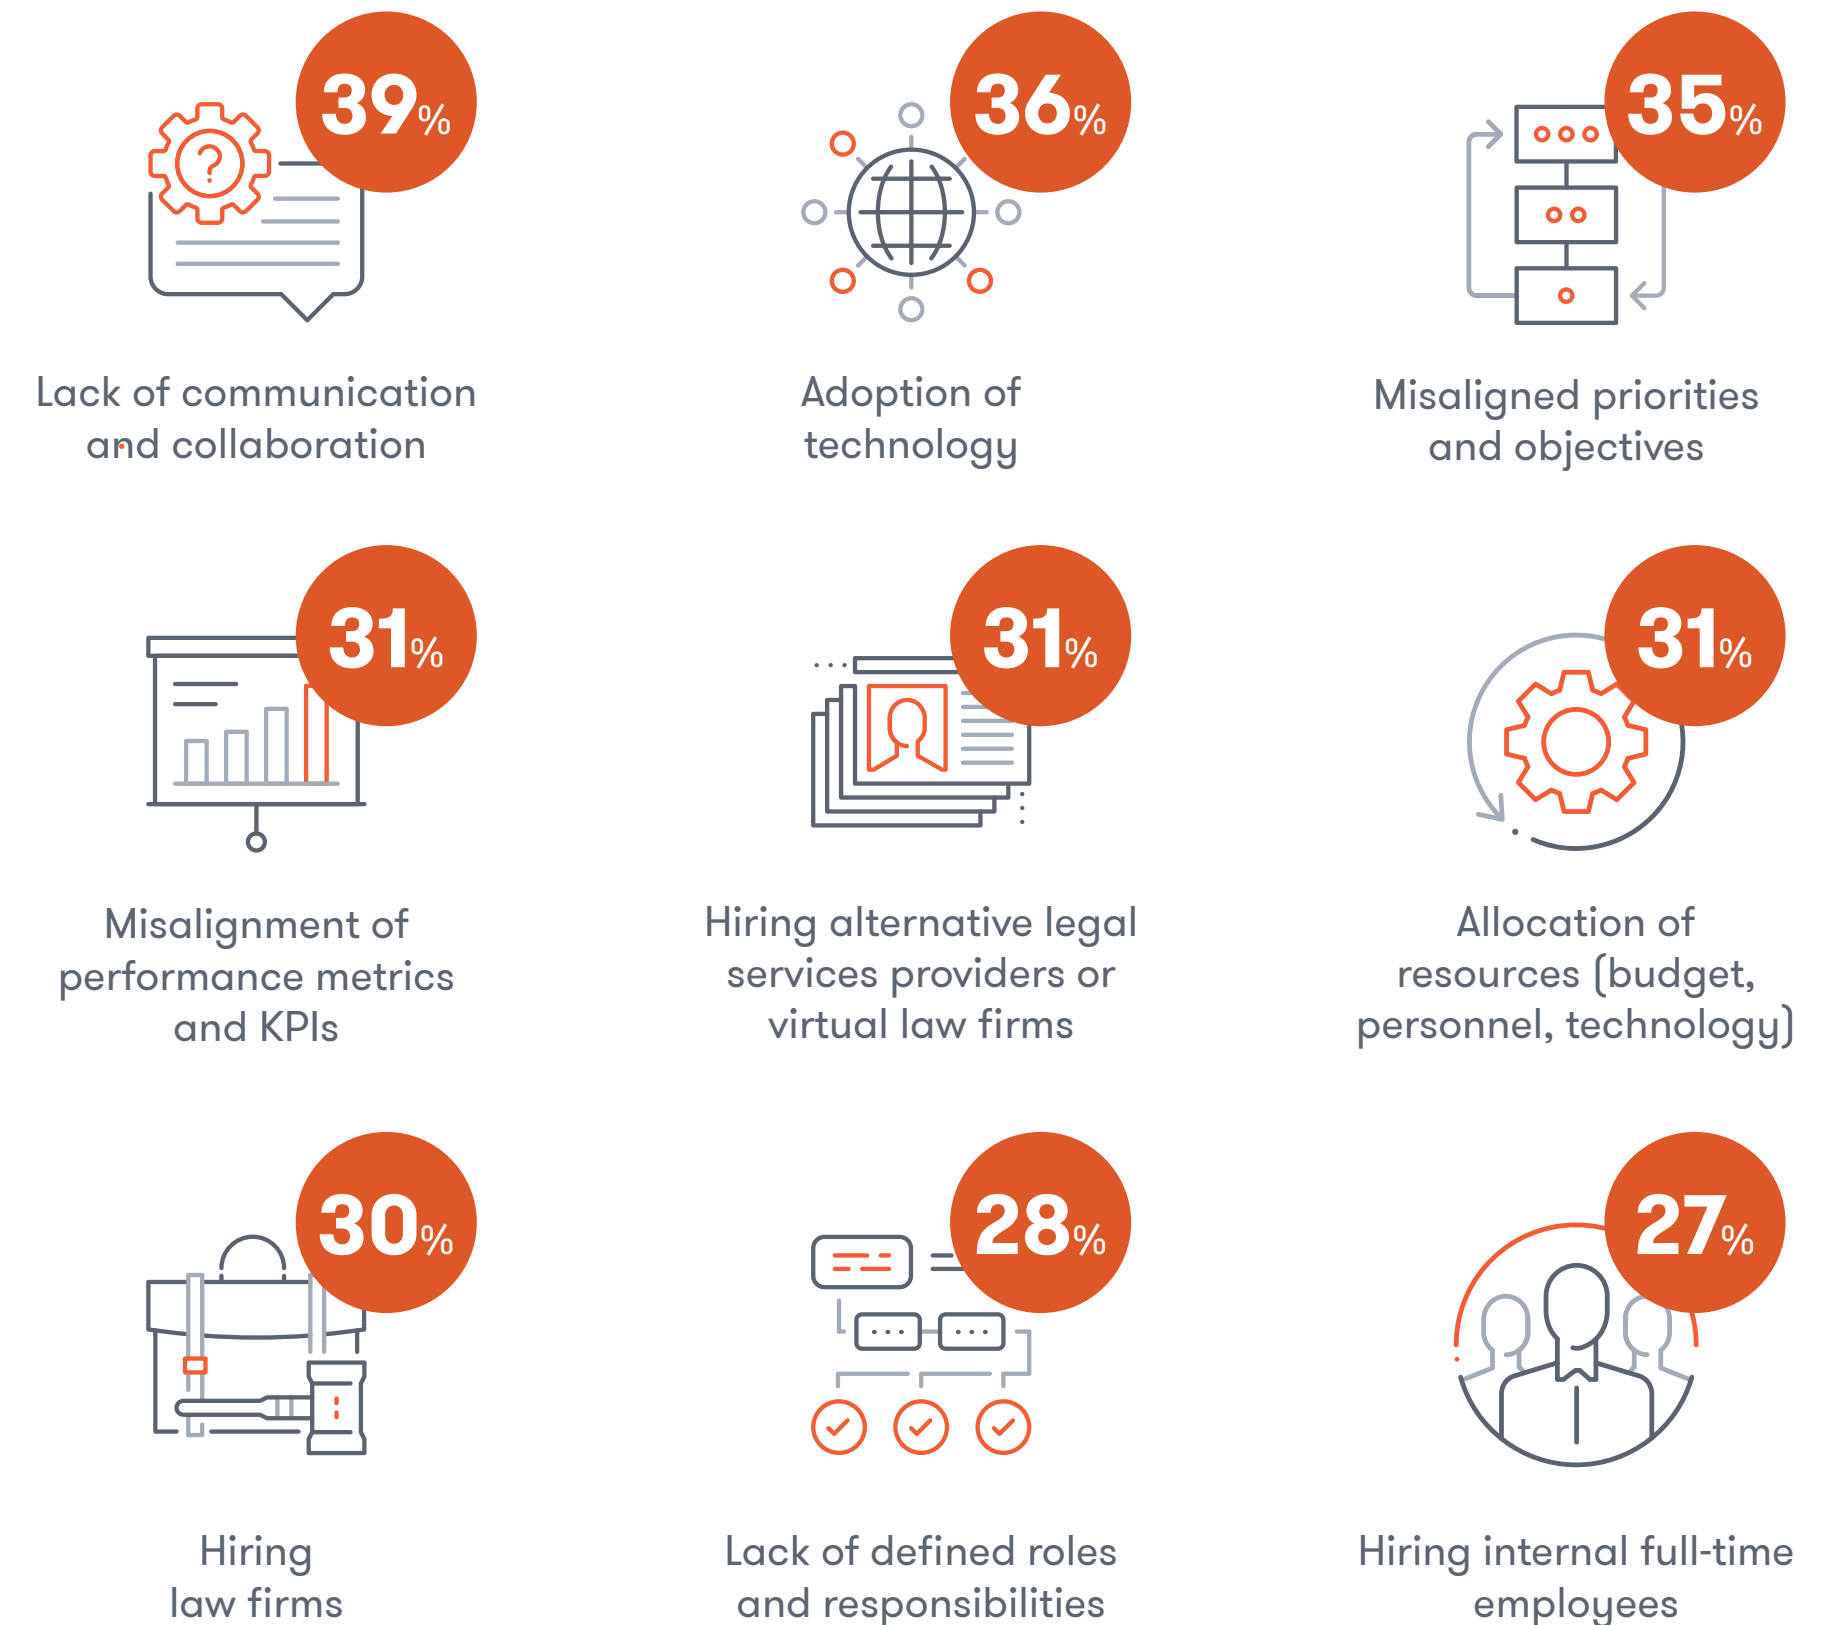 39%
Lack of communication
and collaboration
36%
Adoption of
technology
35%
Misaligned priorities
and objectives
31%
Misalignment of
performance metrics
and KPIs
31%
Hiring alternative legal
services providers or
virtual law firms
31%
Allocation of
resources (budget,
personnel, technology)
30%
Hiring
law firms
28%
Lack of defined roles
and responsibilities
27%
Hiring internal full-time
employees